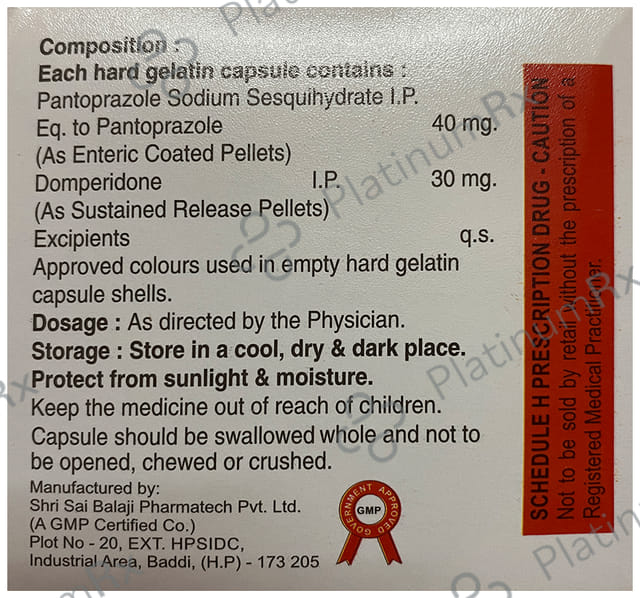 Composition :
Each hard gelatin capsule contains :
Pantoprazole Sodium Sesquihydrate I.P.
Eq. to Pantoprazole 40 mg.
(As Enteric Coated Pellets)
Domperidone I.P. 30 mg.
(As Sustained Release Pellets)
Excipients q.s.
Approved colours used in empty hard gelatin
capsule shells.
Dosage : As directed by the Physician.
Storage : Store in a cool, dry & dark place.
Protect from sunlight & moisture.
Keep the medicine out of reach of children.
Capsule should be swallowed whole and not to
be opened, chewed or crushed.
Manufactured by:
Shri Sai Balaji Pharmatech Pvt. Ltd.
(A GMP Certified Co.)
Plot No - 20, EXT. HPSIDC,
Industrial Area, Baddi, (H.P) - 173 205
GOVERNMENT APPROVED
GMP
SCHEDULE H PRESCRIPTION DRUG - CAUTION
Not to be sold by retail without the prescription of a
Registered Medical Practitioner.
PlatinumRx
PlatinumRx
PlatinumRx
PlatinumRx